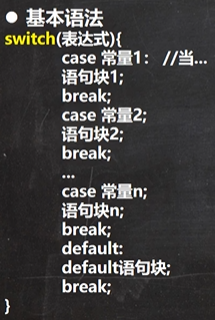 ● 基本语法
switch(表达式){
case 常量1： //当...
语句块1;
break;
case 常量2;
语句块2;
break;
...
case 常量n;
语句块n;
break;
default:
default语句块;
break;
}